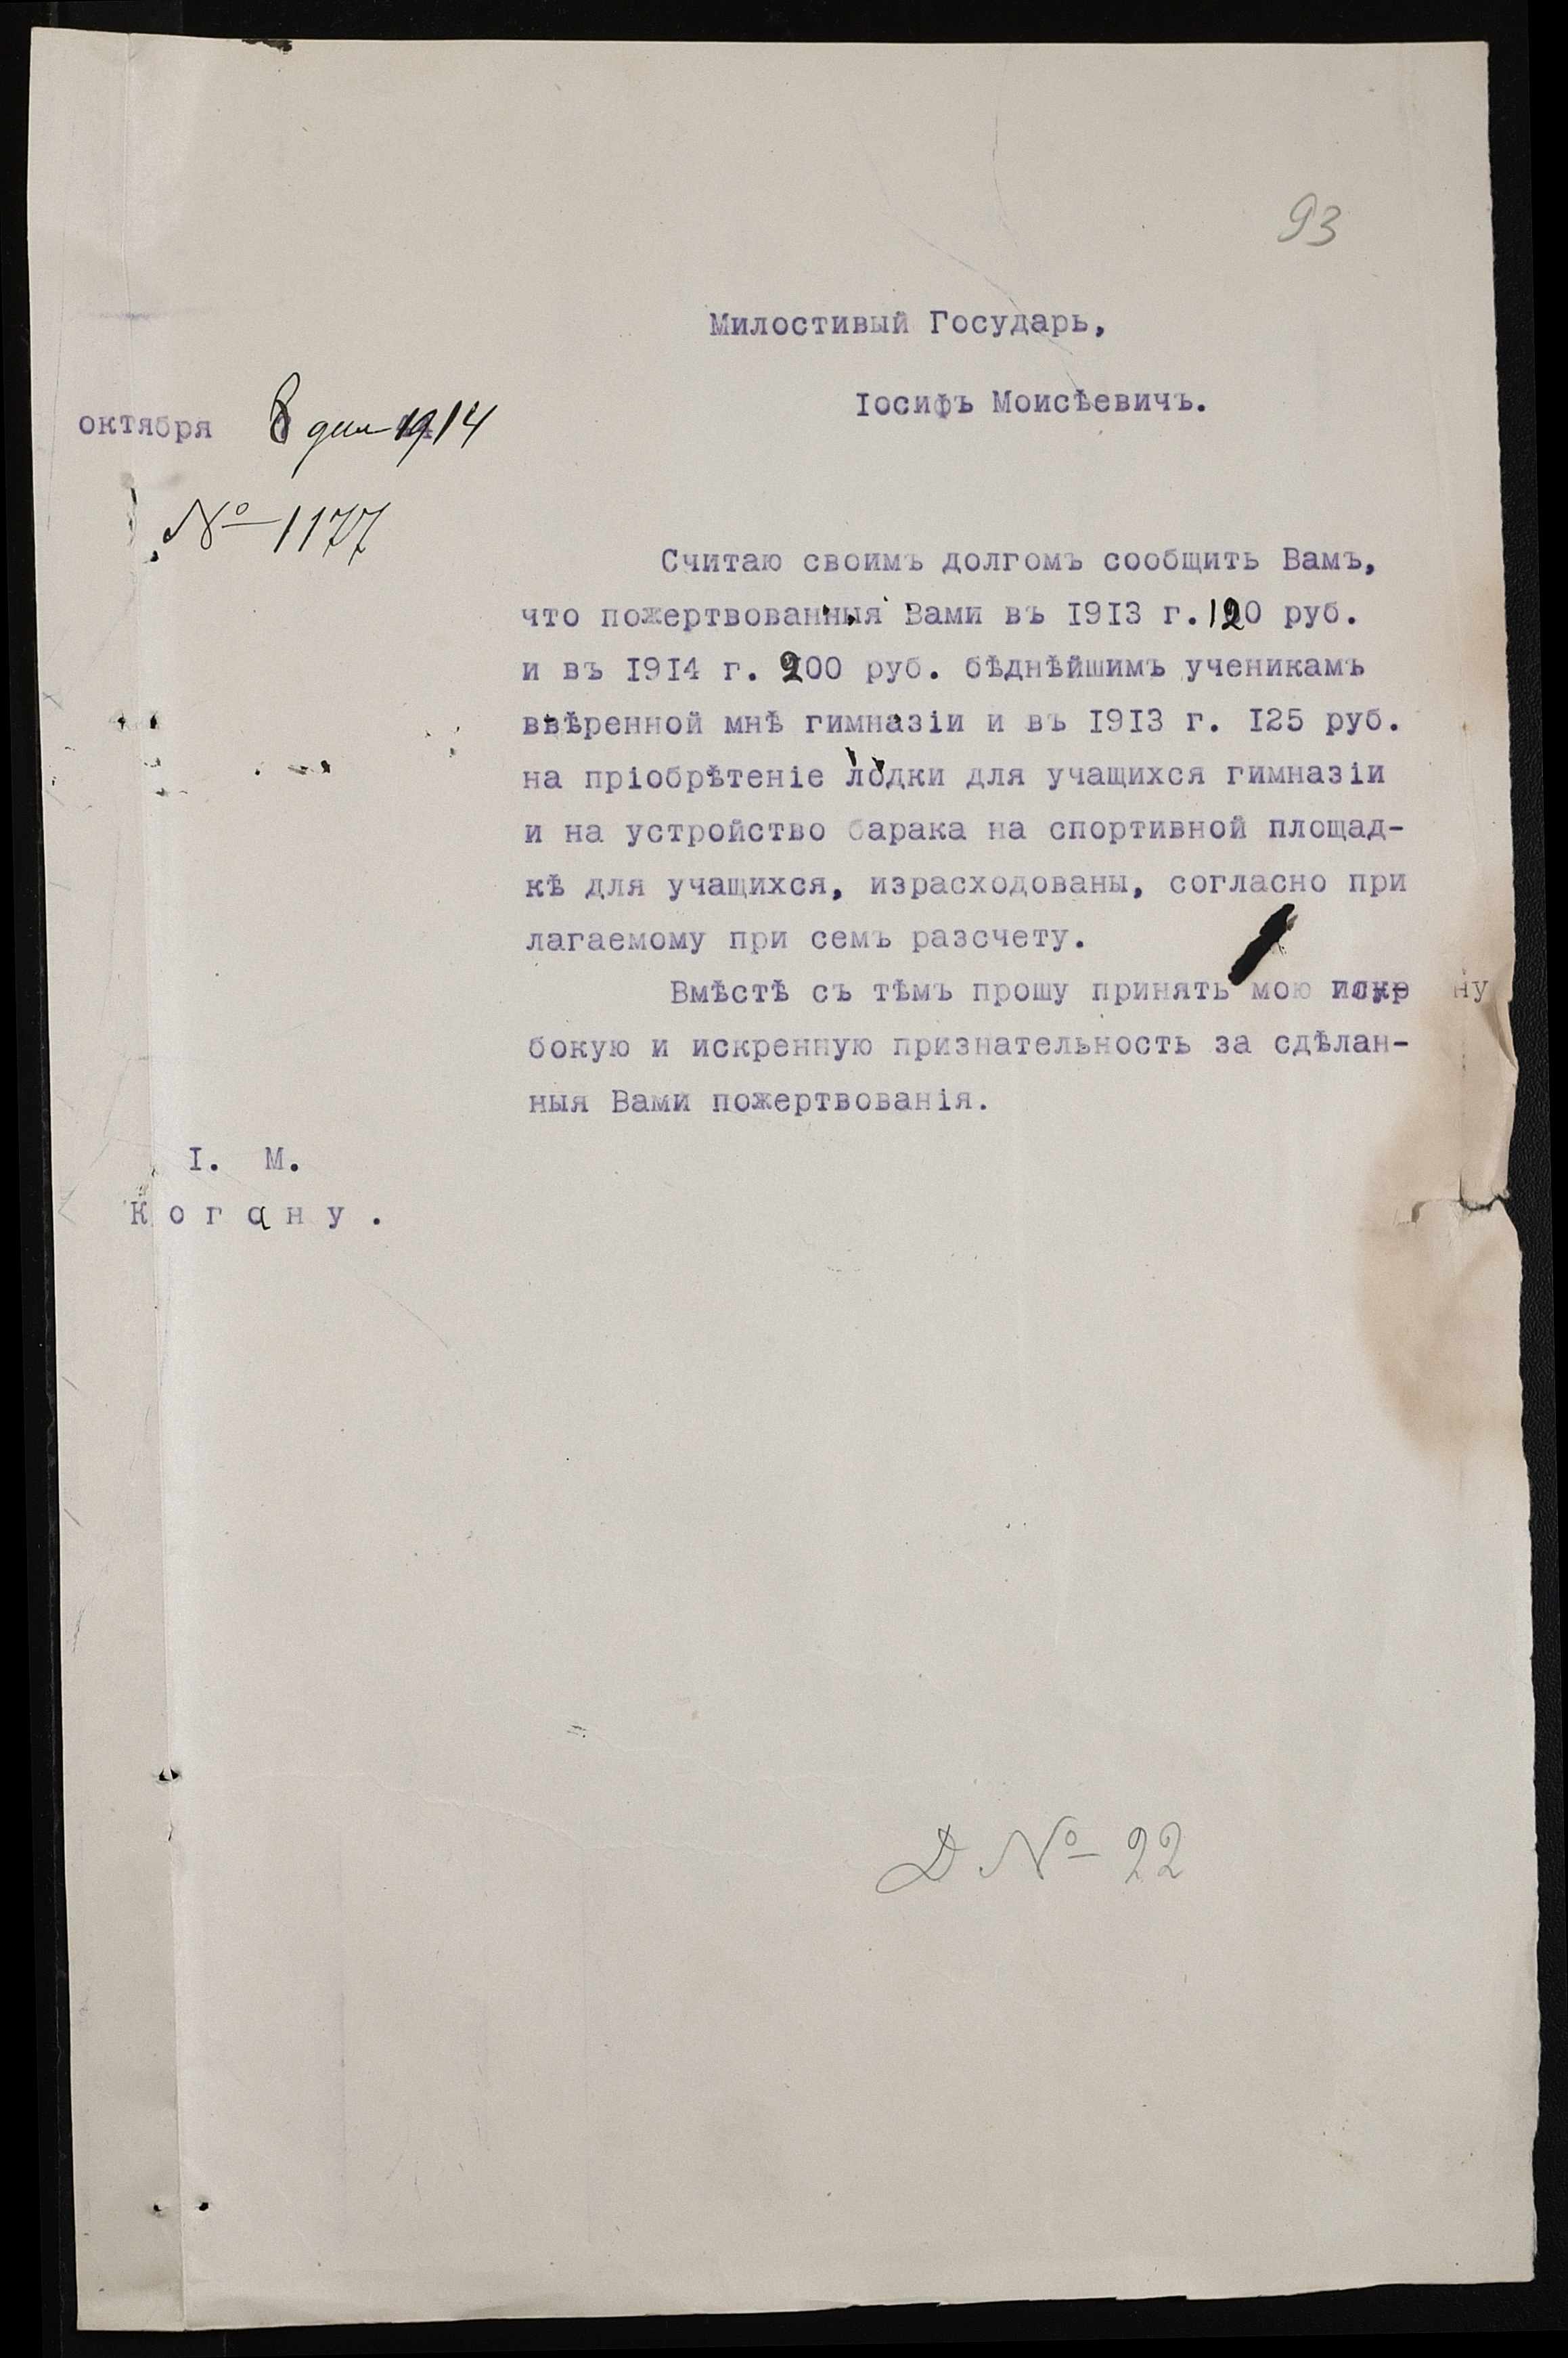 93
Милостивый Государь,
Іосифъ Моисѣевичъ.
октября 8 дня 1914
№ 1177
Считаю своимъ долгомъ сообщить Вамъ,
что пожертвованныя Вами въ 1913 г. 120 руб.
и въ 1914 г. 200 руб. бѣднѣйшимъ ученикамъ
ввѣренной мнѣ гимназіи и въ 1913 г. 125 руб.
на пріобрѣтеніе лодки для учащихся гимназіи
и на устройство барака на спортивной площад-
кѣ для учащихся, израсходованы, согласно при
лагаемому при семъ разсчету.
Вмѣстѣ съ тѣмъ прошу принять мою
бокую и искренную признательность за сдѣлан-
ныя Вами пожертвованія.
І. М.
Когану.
Д № 22